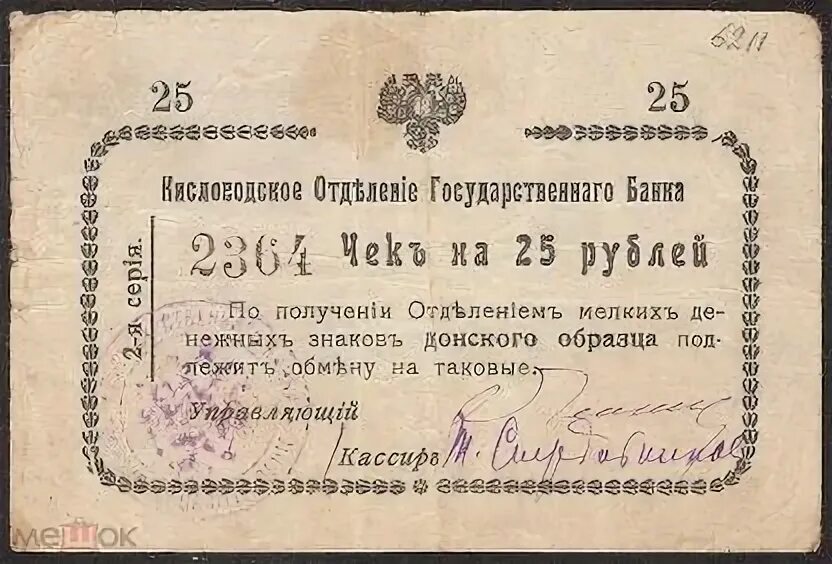 62 п
25
25
Кисловодское Отдѣленіе Государственнаго Банка
2-я серія.
2364 Чекъ на 25 рублей
По полученіи Отдѣленіемъ мелкихъ де-
нежныхъ знаковъ донского образца под-
лежитъ обмѣну на таковые.
Управляющій
Кассиръ
мешок